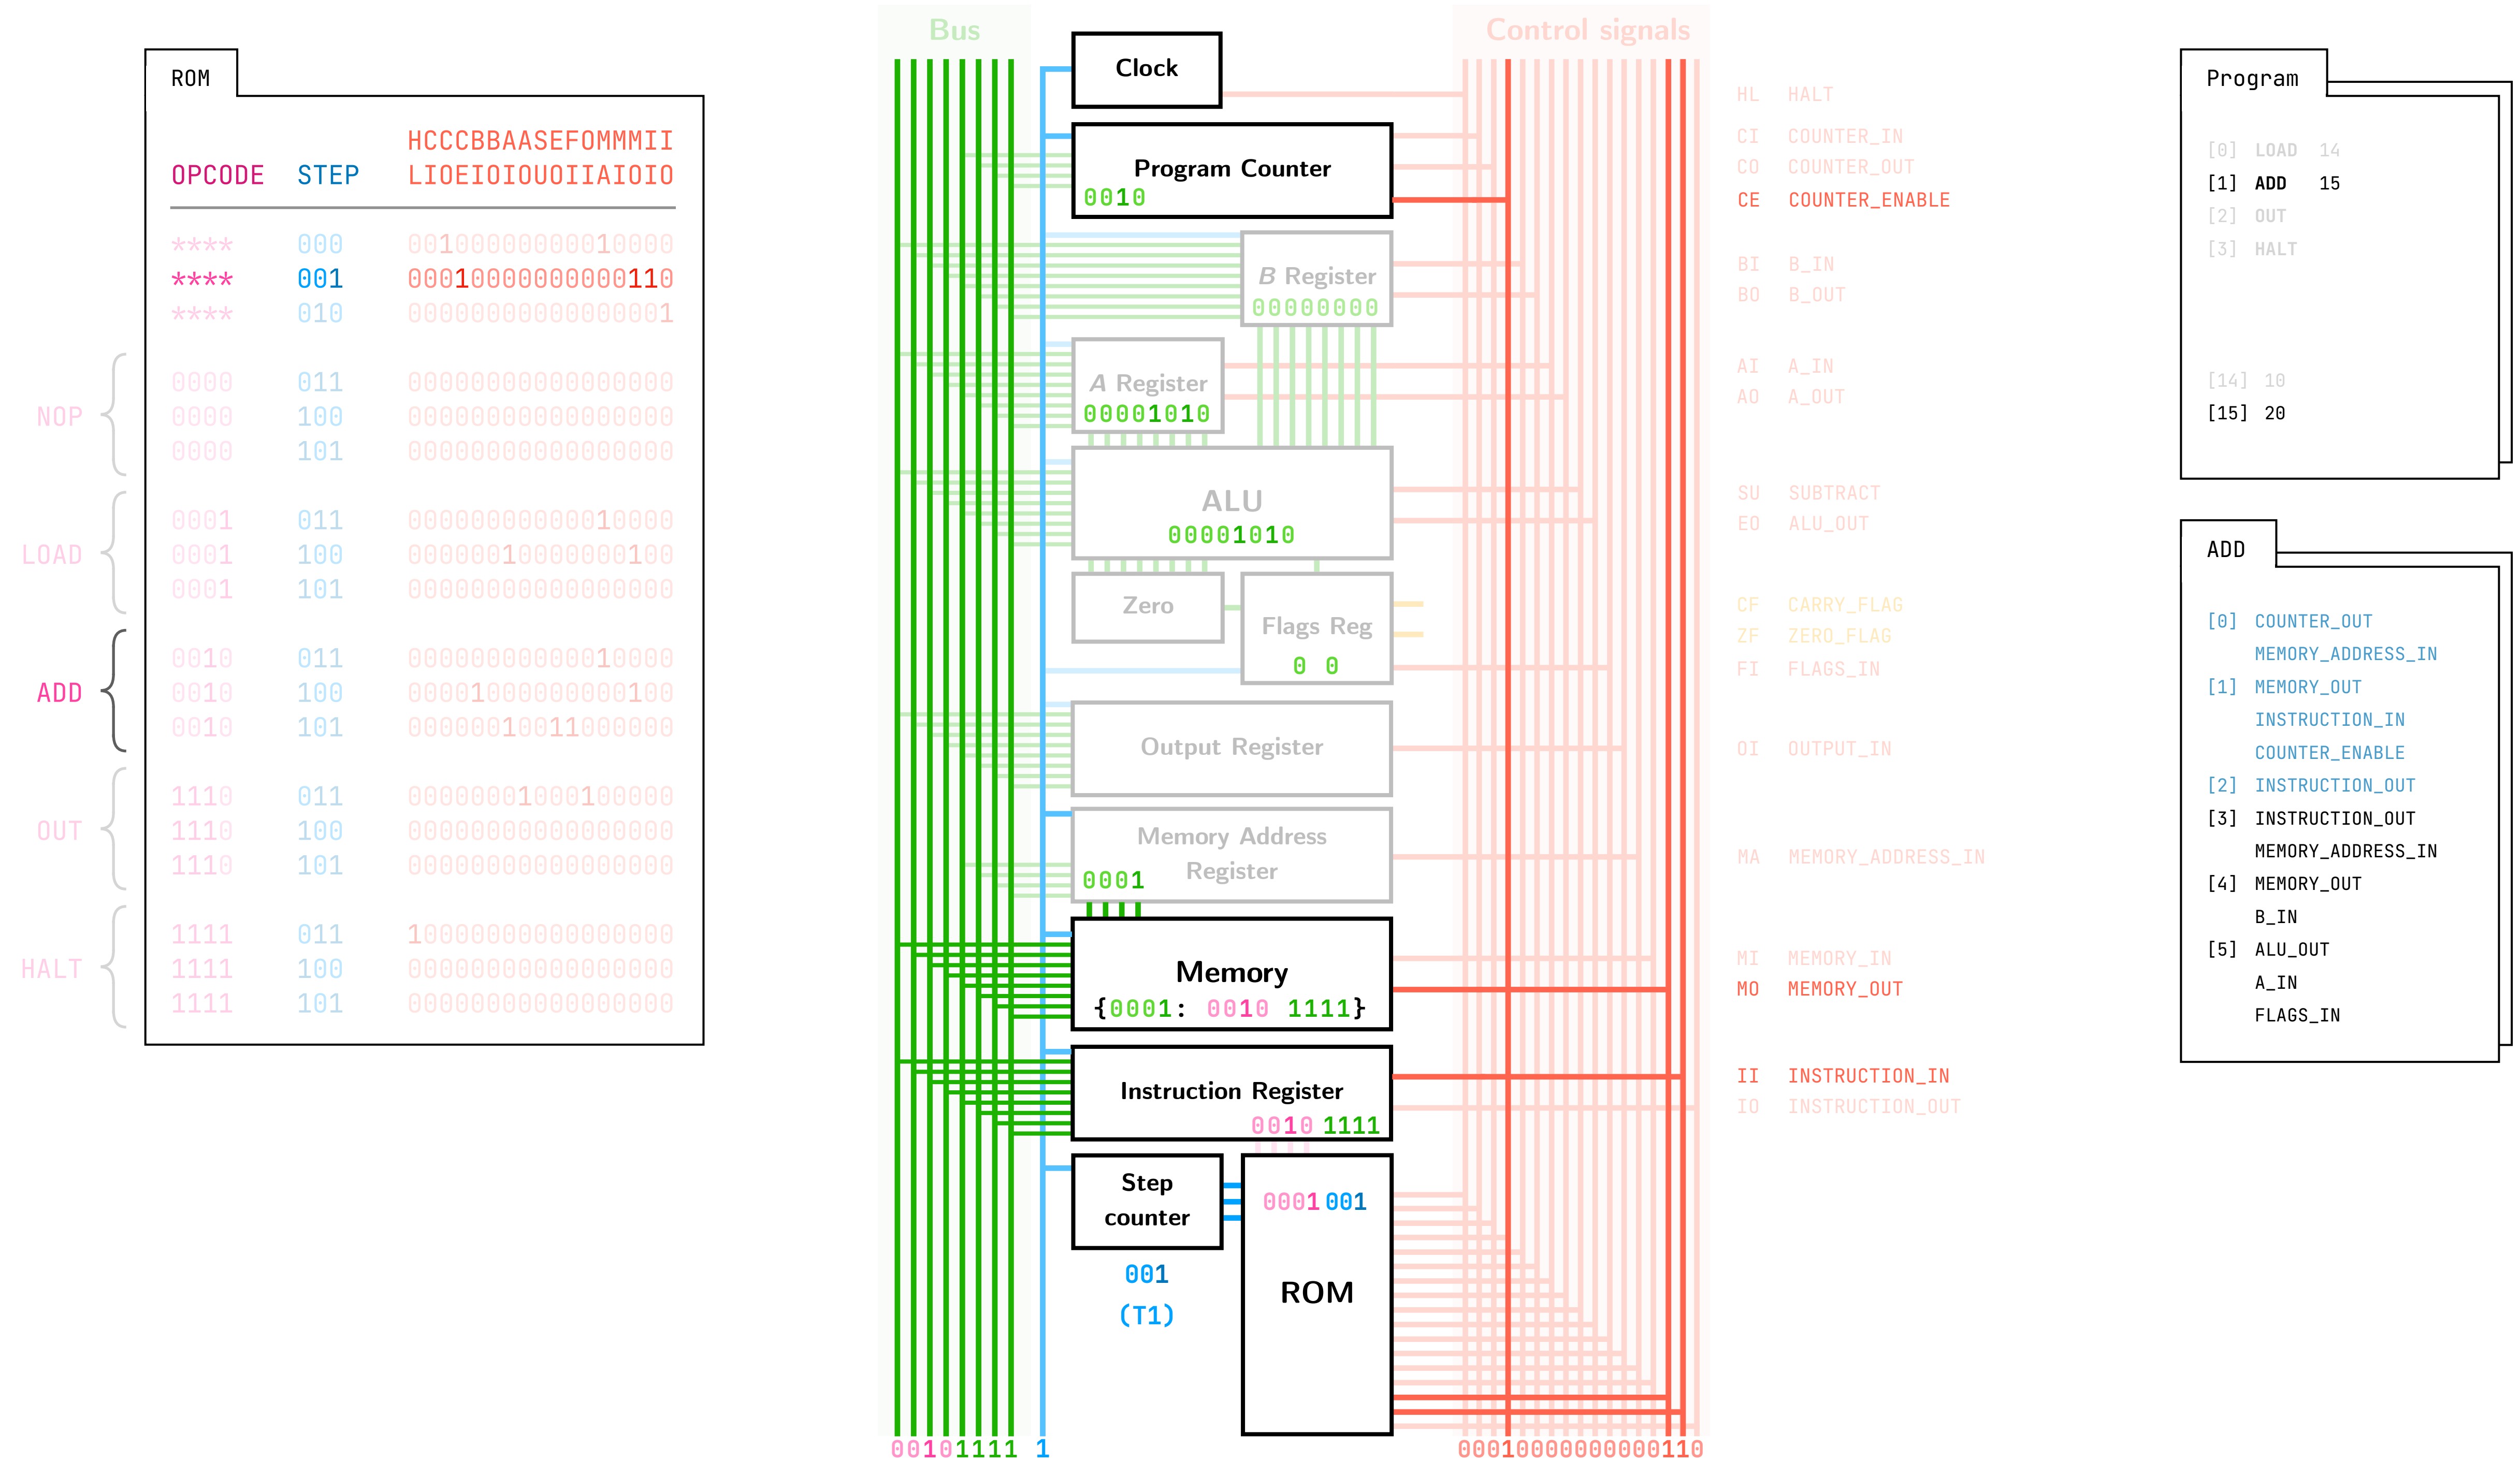 ROM
HCCCBBAASEFOMMMII
OPCODE STEP LIOEIOIOUOIIAIOIO
**** 000 00100000000010000
**** 001 00010000000000110
**** 010 00000000000000001
NOP
0000 011 00000000000000000
0000 100 00000000000000000
0000 101 00000000000000000
LOAD
0001 011 00000000000010000
0001 100 00000010000000100
0001 101 00000000000000000
ADD
0010 011 00000000000010000
0010 100 00001000000000100
0010 101 00000010011000000
OUT
1110 011 00000001000100000
1110 100 00000000000000000
1110 101 00000000000000000
HALT
1111 011 10000000000000000
1111 100 00000000000000000
1111 101 00000000000000000
Bus
Control signals
Clock
Program Counter
0010
B Register
00000000
A Register
00001010
ALU
00001010
Zero
Flags Reg
0 0
Output Register
Memory Address
Register
0001
Memory
{0001: 0010 1111}
Instruction Register
0010 1111
Step
counter
001
(T1)
0001 001
ROM
00101111 1
00010000000000110
HL HALT
CI COUNTER_IN
CO COUNTER_OUT
CE COUNTER_ENABLE
BI B_IN
BO B_OUT
AI A_IN
AO A_OUT
SU SUBTRACT
EO ALU_OUT
CF CARRY_FLAG
ZF ZERO_FLAG
FI FLAGS_IN
OI OUTPUT_IN
MA MEMORY_ADDRESS_IN
MI MEMORY_IN
MO MEMORY_OUT
II INSTRUCTION_IN
IO INSTRUCTION_OUT
Program
[0] LOAD 14
[1] ADD 15
[2] OUT
[3] HALT
[14] 10
[15] 20
ADD
[0] COUNTER_OUT
MEMORY_ADDRESS_IN
[1] MEMORY_OUT
INSTRUCTION_IN
COUNTER_ENABLE
[2] INSTRUCTION_OUT
[3] INSTRUCTION_OUT
MEMORY_ADDRESS_IN
[4] MEMORY_OUT
B_IN
[5] ALU_OUT
A_IN
FLAGS_IN